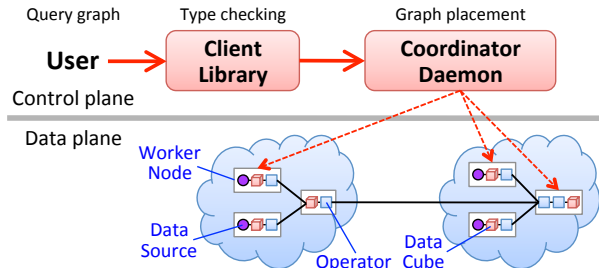 Query graph
Type checking
Graph placement
User
Client
Library
Coordinator
Daemon
Control plane
Data plane
Worker
Node
Data
Source
Operator
Data
Cube